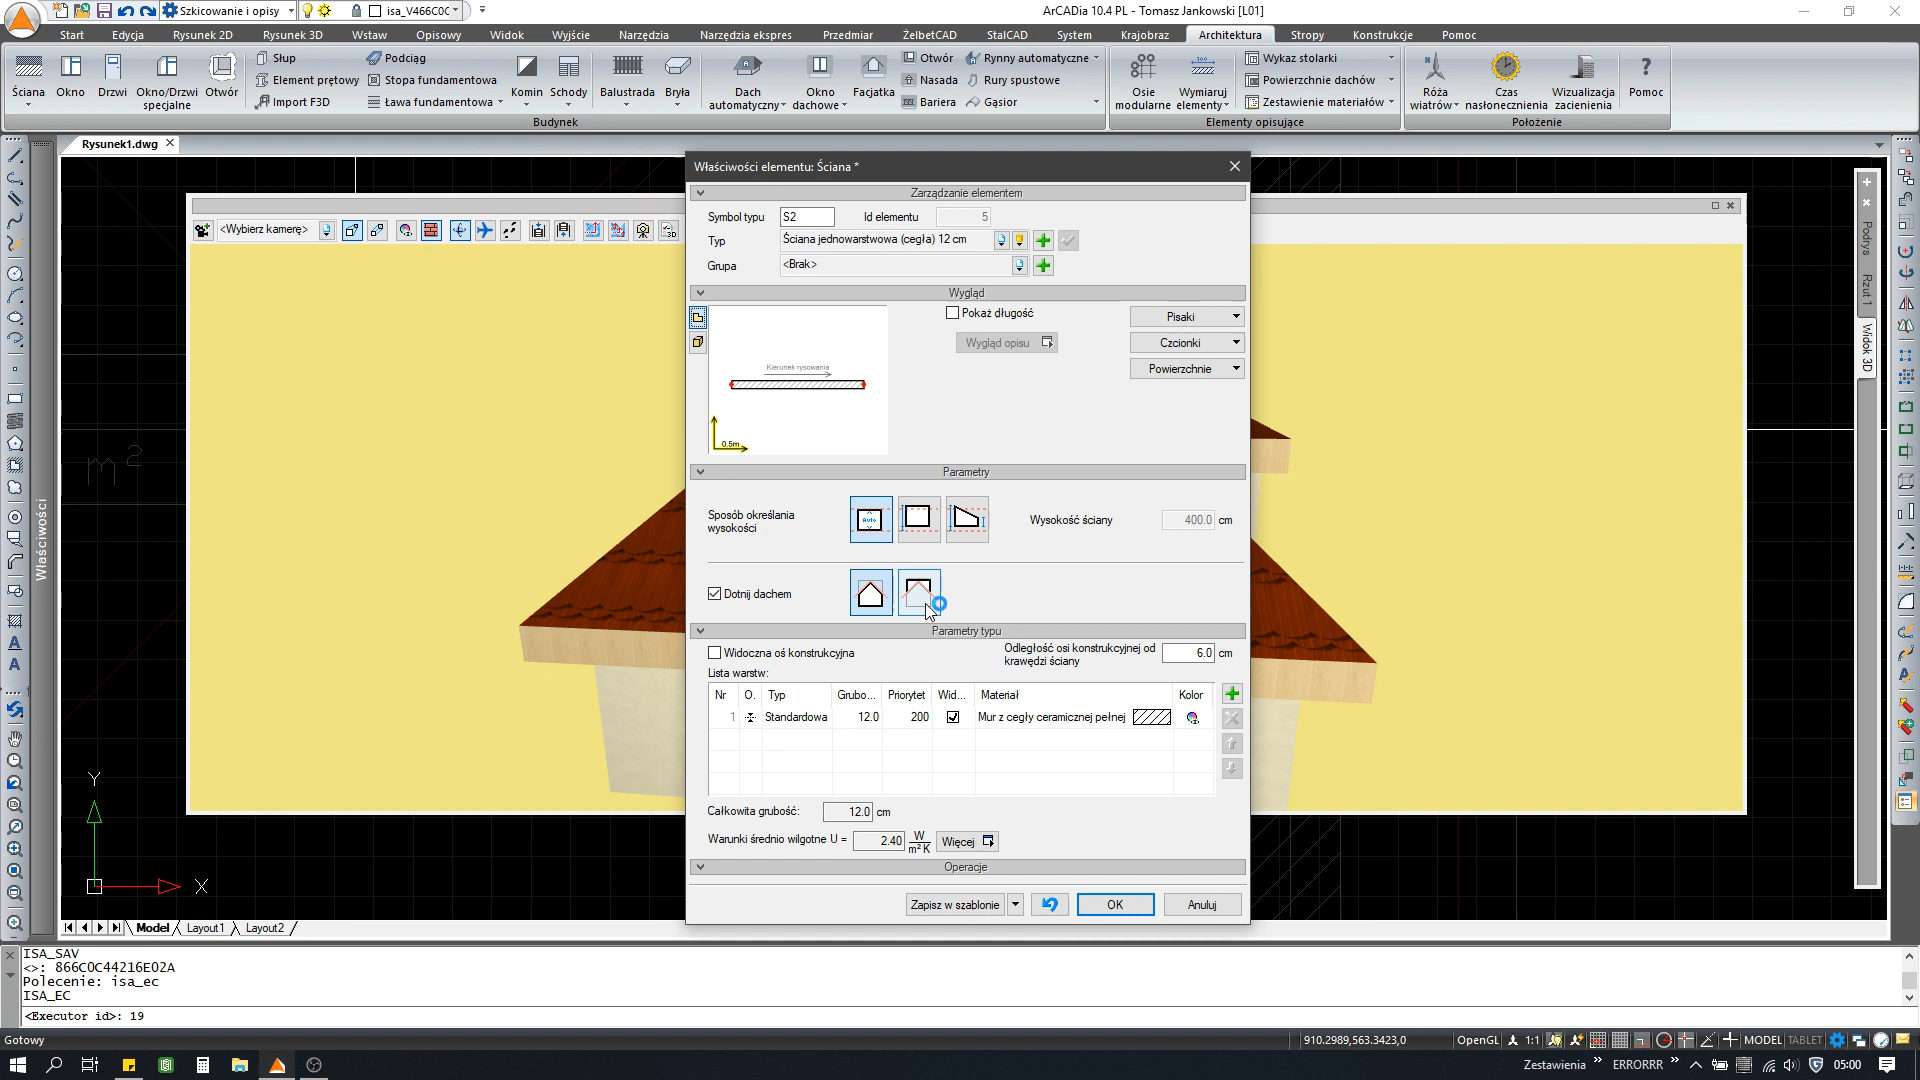 Szkicowanie i opisy
isa_V466C0C
ArCADia 10.4 PL - Tomasz Jankowski [L01]
Start Edycja Rysunek 2D Rysunek 3D Wstaw Opisowy Widok Wyjście Narzędzia Narzędzia ekspres Przedmiar ŻelbetCAD StalCAD System Krajobraz Architektura Stropy Konstrukcje Pomoc
Ściana
Okno
Drzwi
Okno/Drzwi specjalne
Otwór
Słup
Element prętowy
Import F3D
Podciąg
Stopa fundamentowa
Ława fundamentowa
Komin
Schody
Balustrada
Bryła
Dach automatyczny
Okno dachowe
Facjatka
Otwór
Nasada
Bariera
Rynny automatyczne
Rury spustowe
Gąsior
Osie modularne
Wymiaruj elementy
Wykaz stolarki
Powierzchnie dachów
Zestawienie materiałów
Róża wiatrów
Czas nasłonecznienia
Wizualizacja zacienienia
Pomoc
Budynek
Elementy opisujące
Położenie
Rysunek1.dwg
<Wybierz kamerę>
Właściwości
m²
Właściwości elementu: Ściana *
Zarządzanie elementem
Symbol typu S2 Id elementu 5
Typ Ściana jednowarstwowa (cegła) 12 cm
Grupa <Brak>
Wygląd
Kierunek rysowania
0.5m
Pokaż długość
Wygląd opisu
Pisaki
Czcionki
Powierzchnie
Parametry
Sposób określania
wysokości
Auto
Wysokość ściany 400.0 cm
Dotnij dachem
Parametry typu
Widoczna oś konstrukcyjna
Odległość osi konstrukcyjnej od
krawędzi ściany
6.0 cm
Lista warstw:
Nr O. Typ Grubo... Priorytet Wid... Materiał Kolor
1 Standardowa 12.0 200 Mur z cegły ceramicznej pełnej
Całkowita grubość: 12.0 cm
Warunki średnio wilgotne U = 2.40 W
m² K
Więcej
Operacje
Zapisz w szablonie OK Anuluj
Podrys
Rzut 1
Widok 3D
Y
X
Model Layout1 Layout2
ISA_SAV
<>: 866C0C44216E02A
Polecenie: isa_ec
ISA_EC
<Executor id>: 19
Gotowy
910.2989,563.3423,0
OpenGL
1:1
MODEL
TABLET
Zestawienia
ERRORRR
05:00